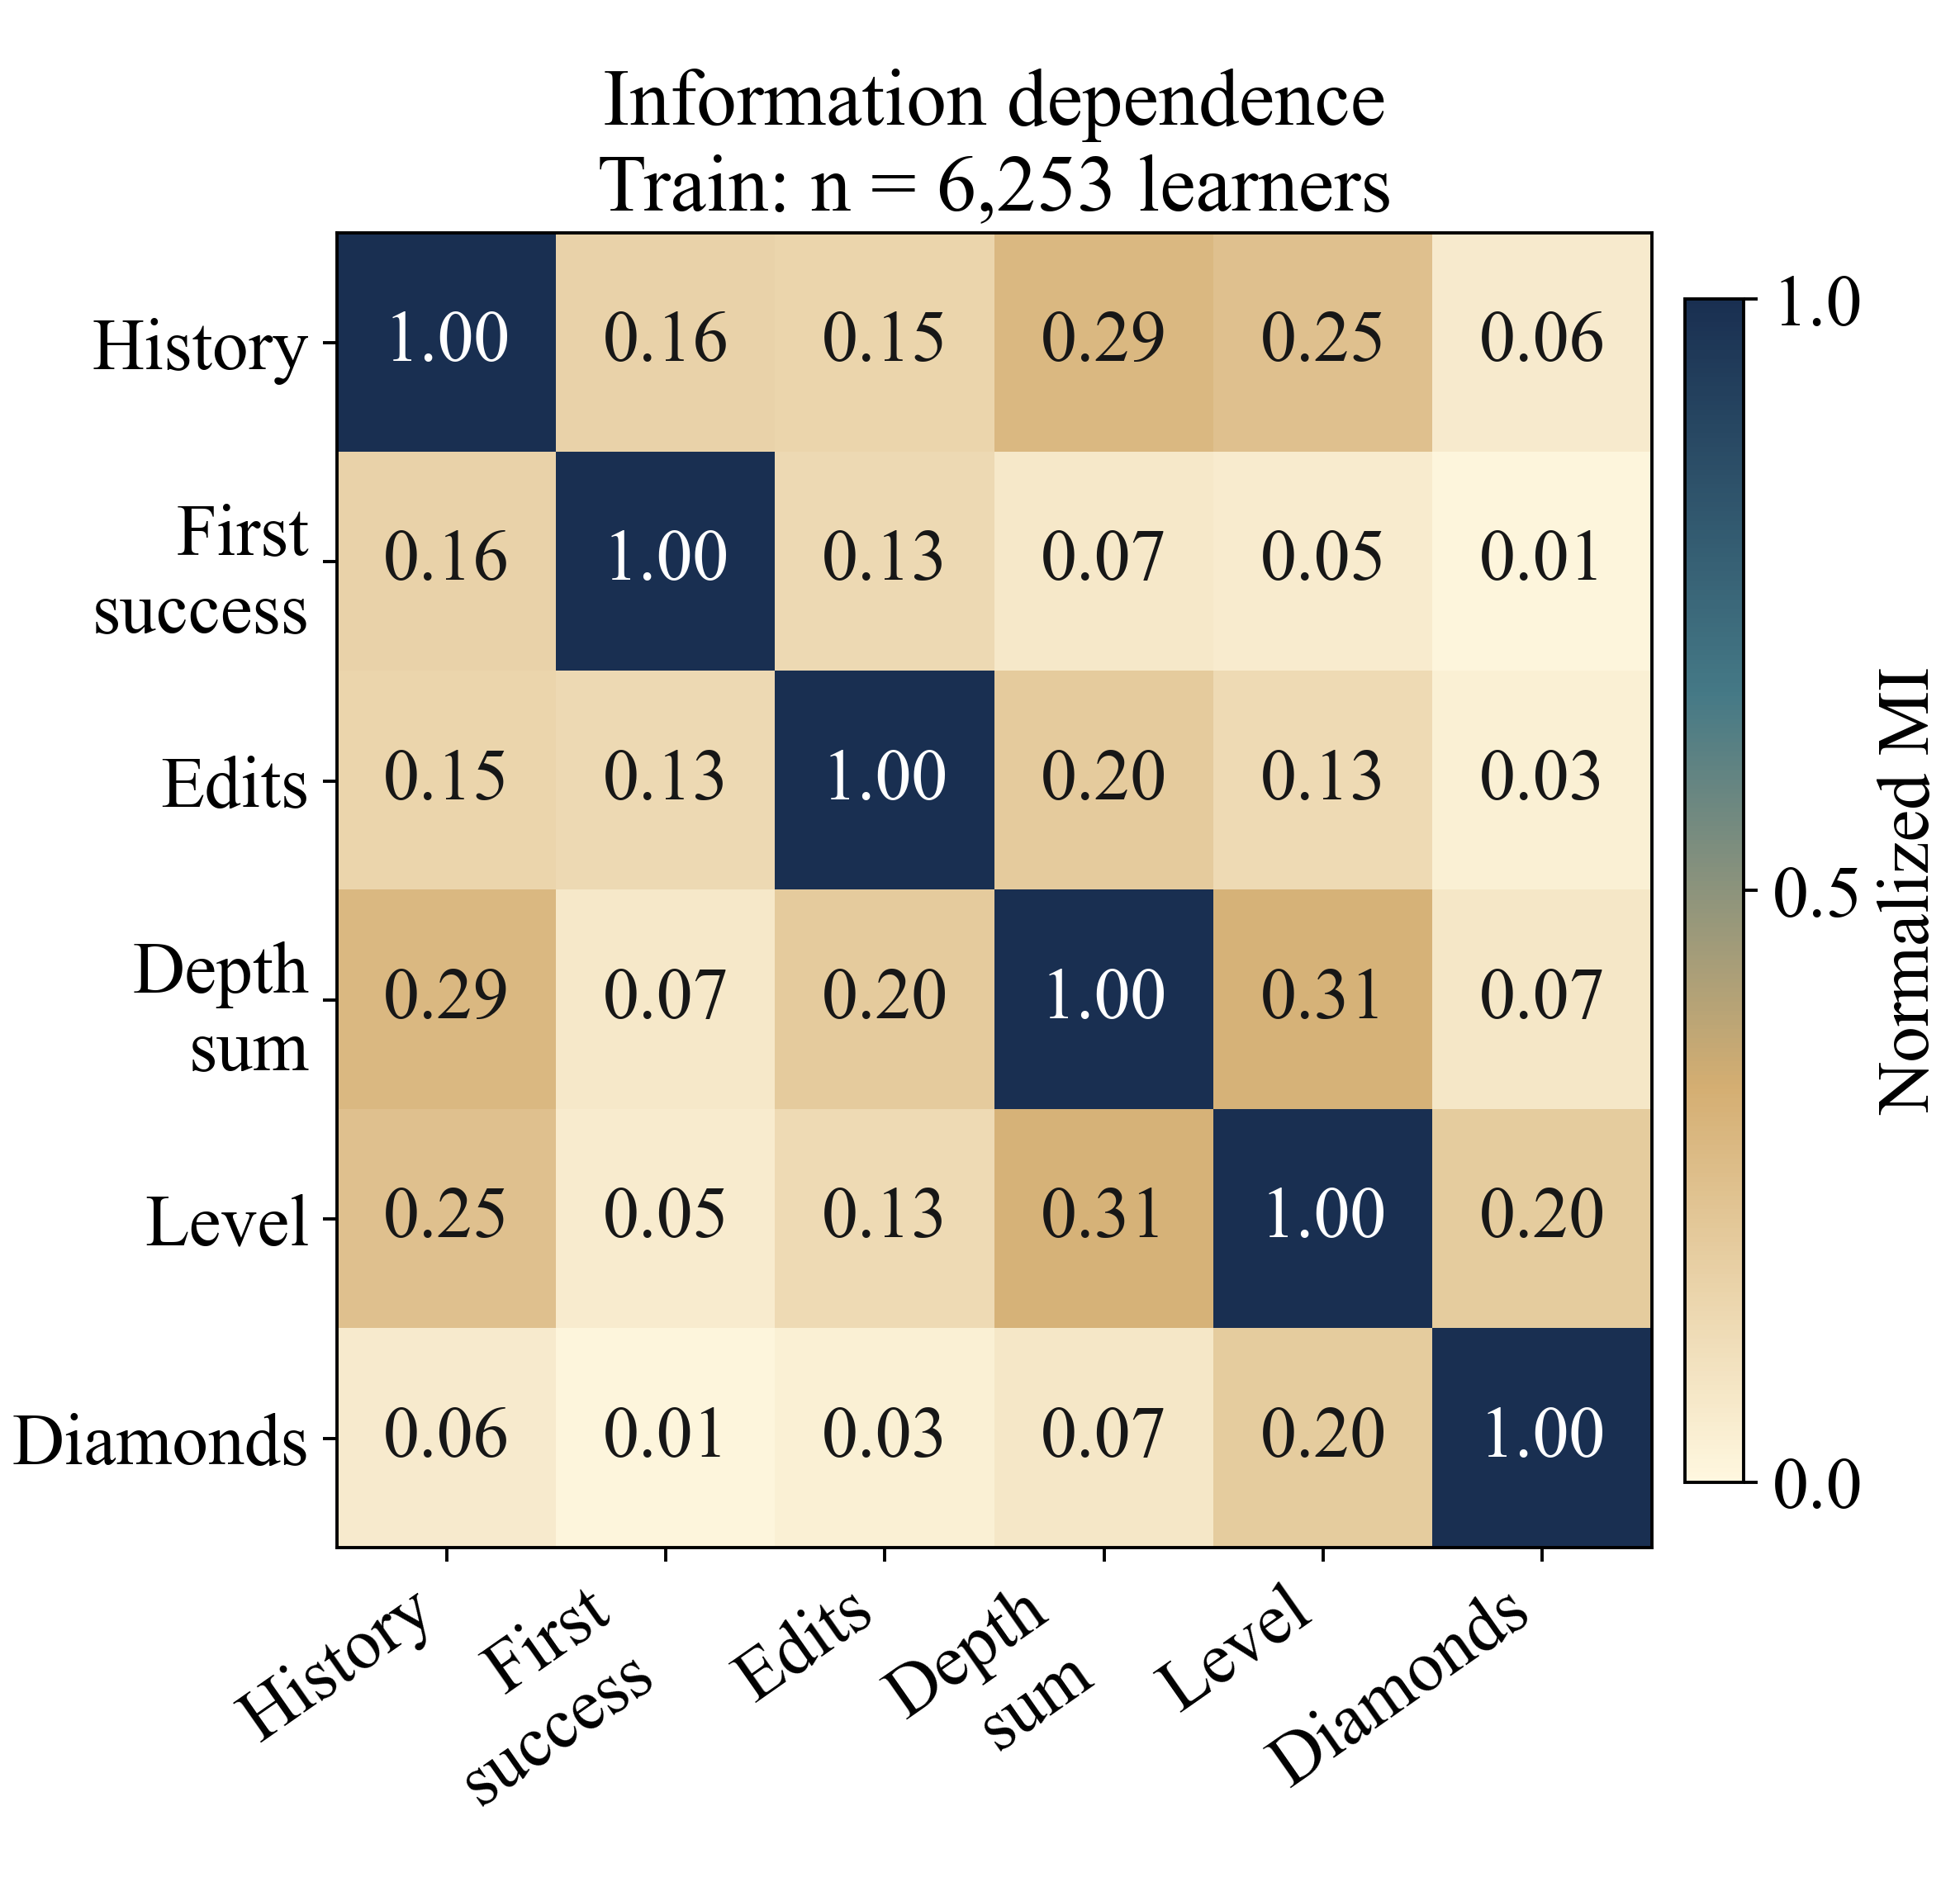 Information dependence
Train: n = 6,253 learners
History 1.00 0.16 0.15 0.29 0.25 0.06
First
success 0.16 1.00 0.13 0.07 0.05 0.01
Edits 0.15 0.13 1.00 0.20 0.13 0.03
Depth
sum 0.29 0.07 0.20 1.00 0.31 0.07
Level 0.25 0.05 0.13 0.31 1.00 0.20
Diamonds 0.06 0.01 0.03 0.07 0.20 1.00
History
First
success
Edits
Depth
sum
Level
Diamonds
1.0
0.5
0.0
Normalized MI